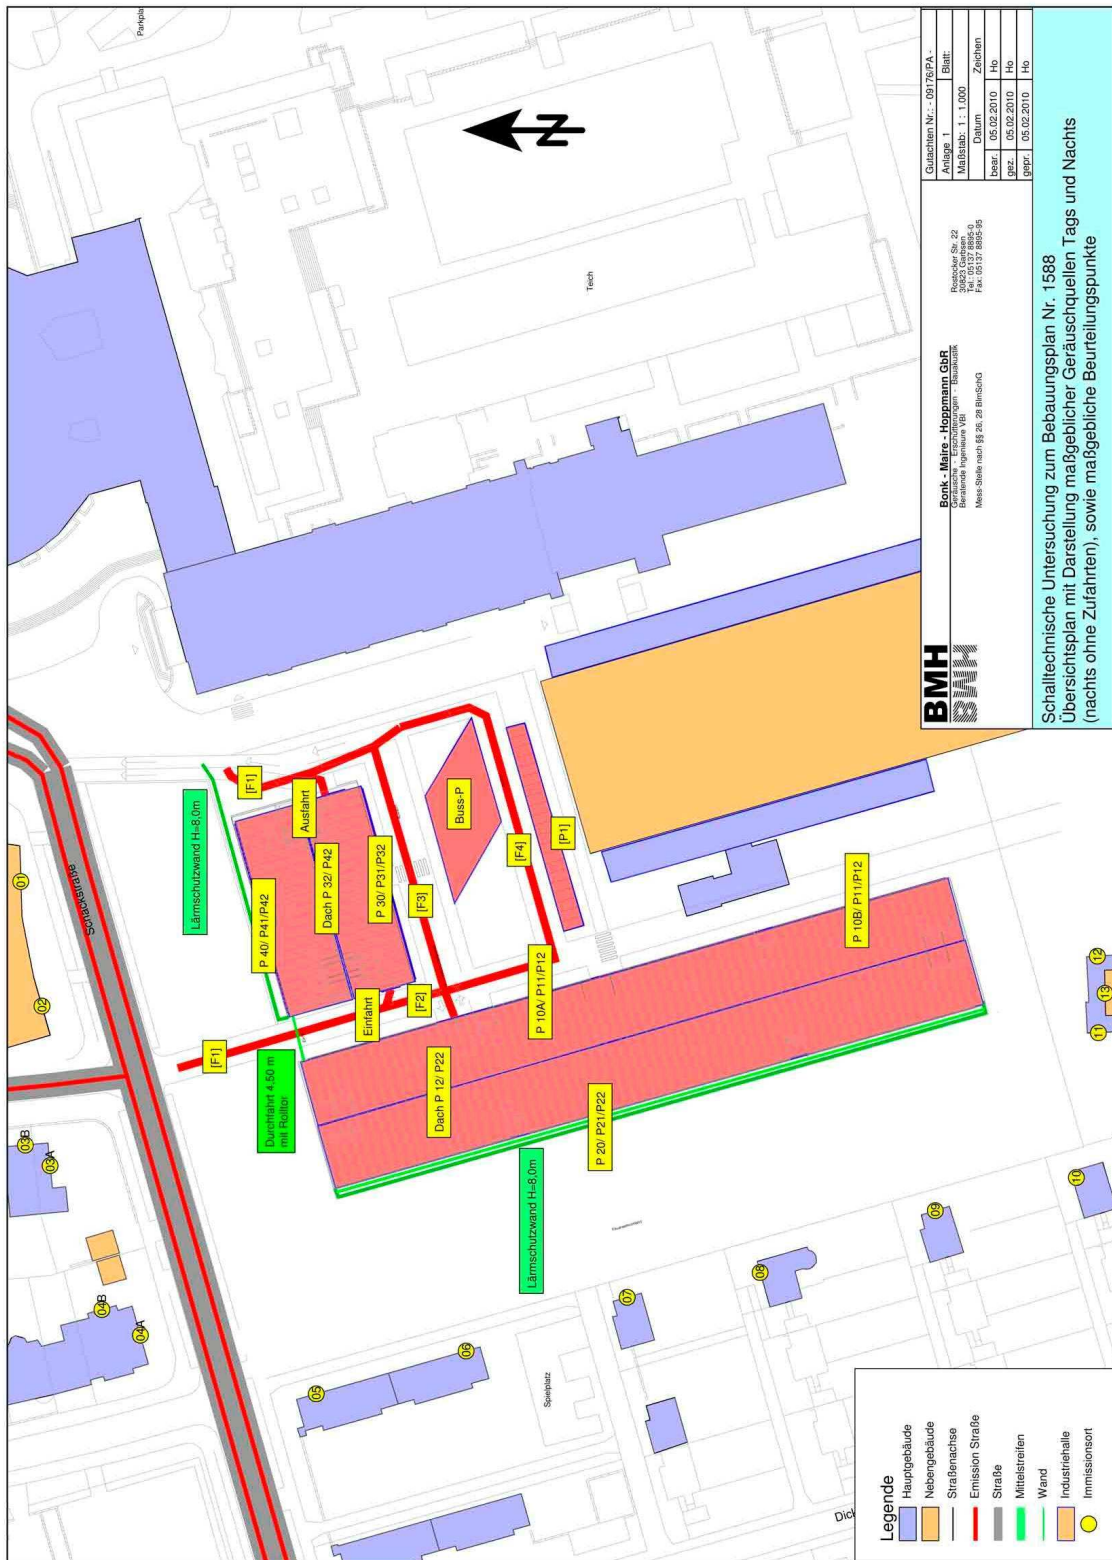 Parkpla
Teich
Schackstraße
01
02
03B
03A
04B
04A
05
06
07
08
09
10
11
12
13
Lärmschutzwand H=8,0m
[F1]
Ausfahrt
P 40/ P41/P42
Dach P 32/ P42
P 30/ P31/P32
Buss-P
[F3]
[F4]
[P1]
Einfahrt
[F2]
[F1]
Durchfahrt 4,50 m
mit Rolltor
P 10A/ P11/P12
P 10B/ P11/P12
Dach P 12/ P22
P 20/ P21/P22
Lärmschutzwand H=8,0m
Spielplatz
Dick
Legende
Hauptgebäude
Nebengebäude
Straßenachse
Emission Straße
Straße
Mittelstreifen
Wand
Industriehalle
Immissionsort
BMH
BMH
Bonk - Maire - Hoppmann GbR
Geräusche - Erschütterungen - Bauakustik
Beratende Ingenieure VBI
Mess-Stelle nach §§ 26, 28 BImSchG
Rostocker Str. 22
30823 Garbsen
Tel.: 05137 8895-0
Fax: 05137 8895-95
Gutachten Nr.: - 09176/PA -
Anlage 1
Blatt:
Maßstab: 1 : 1.000
Datum
Zeichen
bear.
05.02.2010
Ho
gez.
05.02.2010
Ho
gepr.
05.02.2010
Ho
Schalltechnische Untersuchung zum Bebauungsplan Nr. 1588
Übersichtsplan mit Darstellung maßgeblicher Geräuschquellen Tags und Nachts
(nachts ohne Zufahrten), sowie maßgebliche Beurteilungspunkte
N